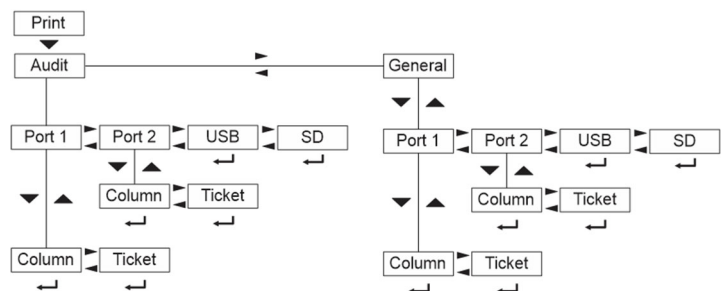 Print
Audit General
Port 1 Port 2 USB SD Port 1 Port 2 USB SD
Column Ticket Column Ticket
Column Ticket Column Ticket